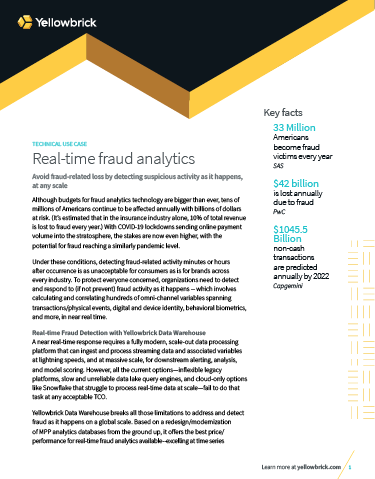 Yellowbrick
TECHNICAL USE CASE
Real-time fraud analytics
Avoid fraud-related loss by detecting suspicious activity as it happens,
at any scale
Although budgets for fraud analytics technology are bigger than ever, tens of
millions of Americans continue to be affected annually with billions of dollars
at risk. (It's estimated that in the insurance industry alone, 10% of total revenue
is lost to fraud every year.) With COVID-19 lockdowns sending online payment
volume into the stratosphere, the stakes are now even higher, with the
potential for fraud reaching a similarly pandemic level.
Under these conditions, detecting fraud-related activity minutes or hours
after occurrence is as unacceptable for consumers as is for brands across
every industry. To protect everyone concerned, organizations need to detect
and respond to (if not prevent) fraud activity as it happens -- which involves
calculating and correlating hundreds of omni-channel variables spanning
transactions/physical events, digital and device identity, behavioral biometrics,
and more, in near real time.
Real-time Fraud Detection with Yellowbrick Data Warehouse
A near real-time response requires a fully modern, scale-out data processing
platform that can ingest and process streaming data and associated variables
at lightning speeds, and at massive scale, for downstream alerting, analysis,
and model scoring. However, all the current options—inflexible legacy
platforms, slow and unreliable data lake query engines, and cloud-only options
like Snowflake that struggle to process real-time data at scale—fail to do that
task at any acceptable TCO.
Yellowbrick Data Warehouse breaks all those limitations to address and detect
fraud as it happens on a global scale. Based on a redesign/modernization
of MPP analytics databases from the ground up, it offers the best price/
performance for real-time fraud analytics available--excelling at time series
Key facts
33 Million
Americans
become fraud
victims every year
SAS
$42 billion
is lost annually
due to fraud
PwC
$1045.5
Billion
non-cash
transactions
are predicted
annually by 2022
Capgemini
Learn more at yellowbrick.com 1